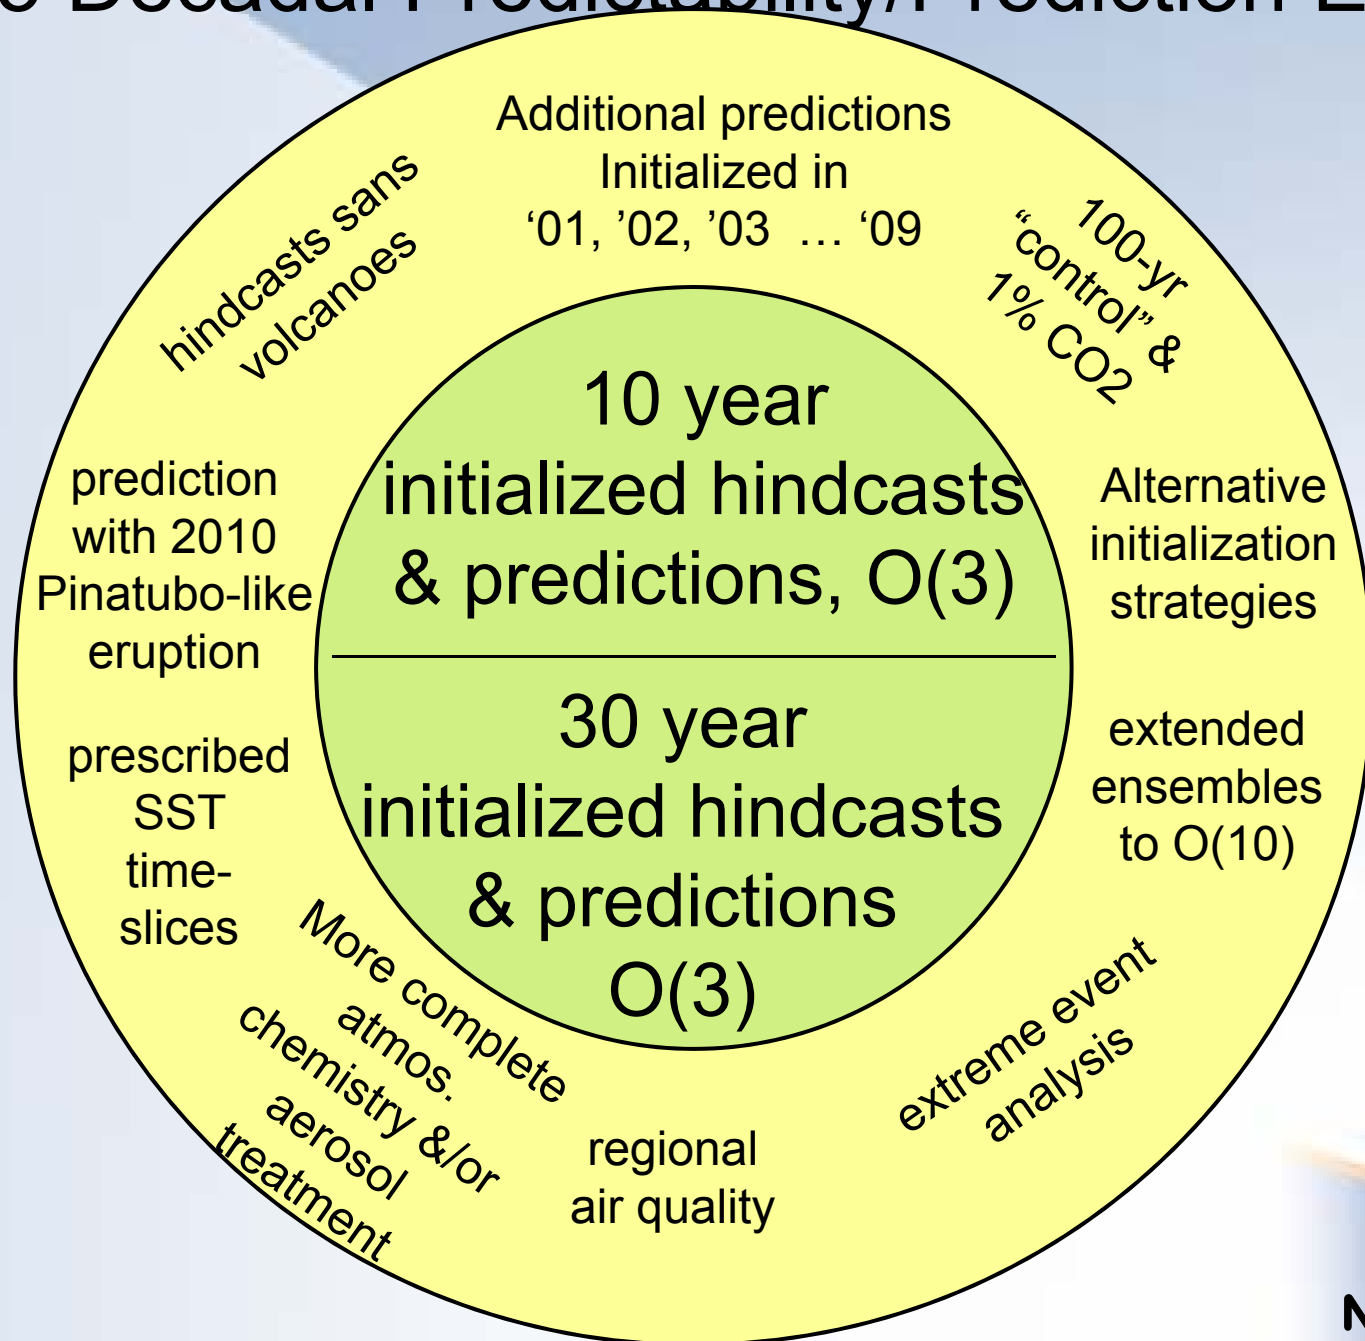 Decadal Predictability/Prediction
Additional predictions
Initialized in
‘01, ’02, ’03 … ‘09
100-yr
“control” &
1% CO2
Alternative
initialization
strategies
extended
ensembles
to O(10)
extreme event
analysis
regional
air quality
More complete
atmos.
chemistry &/or
aerosol
treatment
prescribed
SST
time-
slices
prediction
with 2010
Pinatubo-like
eruption
hindcasts sans
volcanoes
10 year
initialized hindcasts
& predictions, O(3)
30 year
initialized hindcasts
& predictions
O(3)